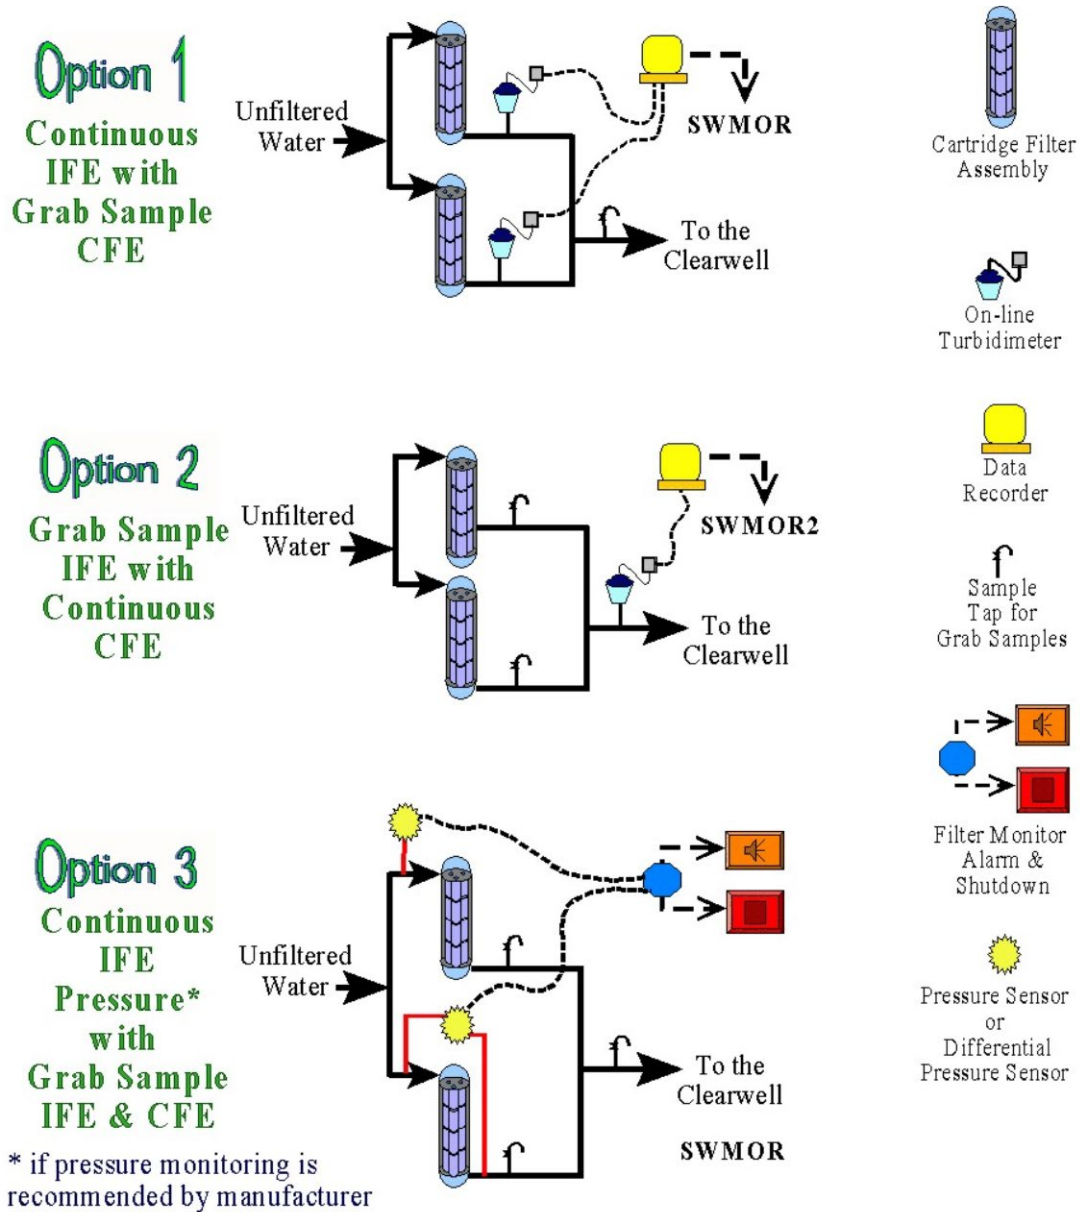 Option 1
Continuous
IFE with
Grab Sample
CFE
Unfiltered
Water
SWMOR
To the
Clearwell
Option 2
Grab Sample
IFE with
Continuous
CFE
Unfiltered
Water
SWMOR2
To the
Clearwell
Option 3
Continuous
IFE
Pressure*
with
Grab Sample
IFE & CFE
Unfiltered
Water
To the
Clearwell
SWMOR
* if pressure monitoring is
recommended by manufacturer
Cartridge Filter
Assembly
On-line
Turbidimeter
Data
Recorder
Sample
Tap for
Grab Samples
Filter Monitor
Alarm &
Shutdown
Pressure Sensor
or
Differential
Pressure Sensor